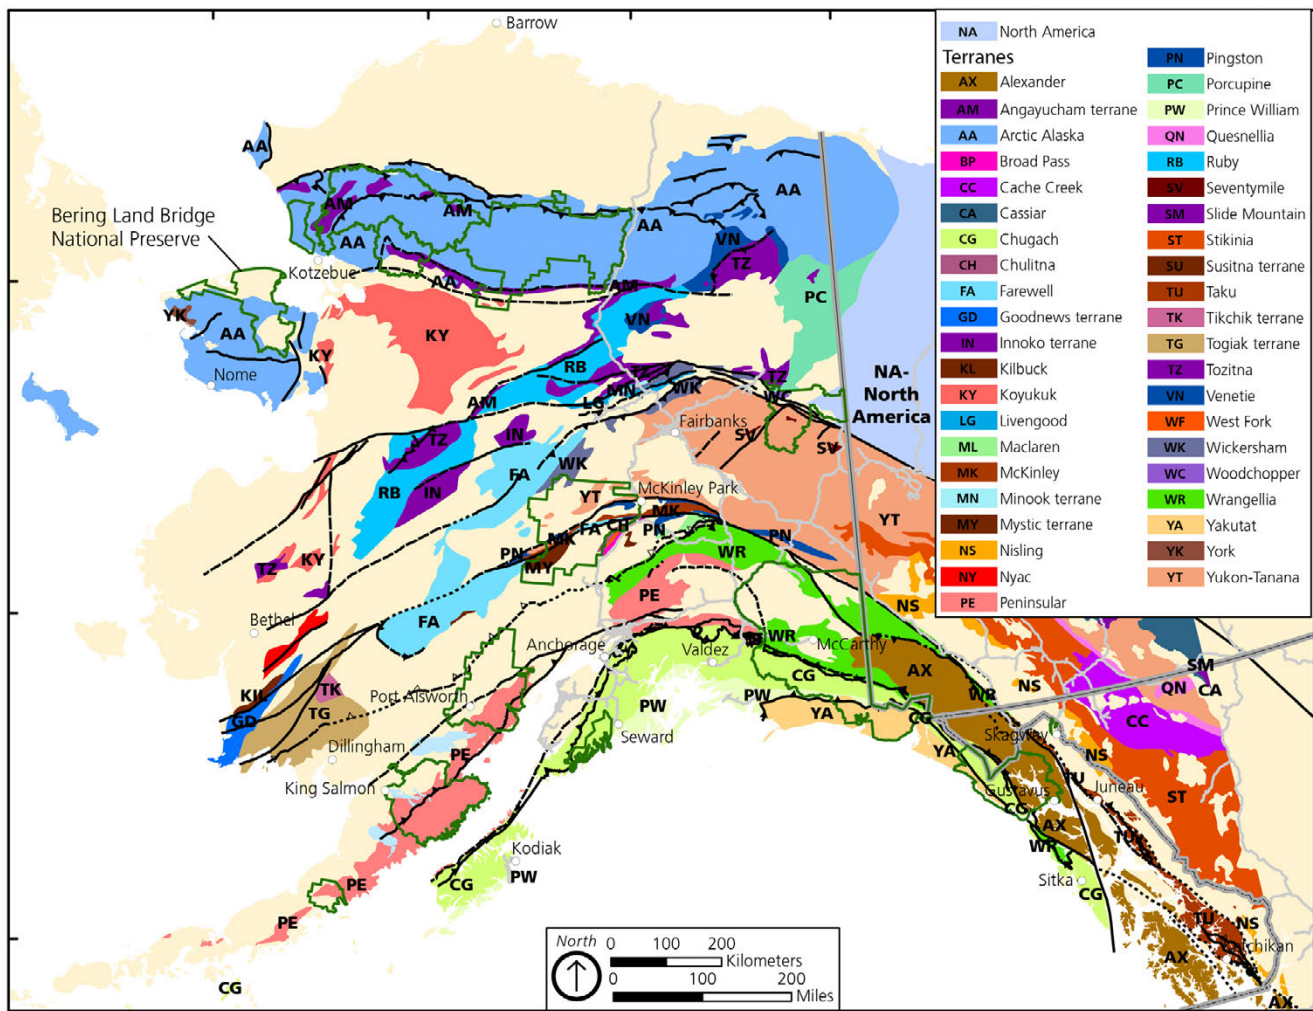 Barrow
Bering Land Bridge
National Preserve
NA North America
Terranes
AX Alexander
AM Angayucham terrane
AA Arctic Alaska
BP Broad Pass
CC Cache Creek
CA Cassiar
CG Chugach
CH Chulitna
FA Farewell
GD Goodnews terrane
IN Innoko terrane
KL Kilbuck
KY Koyukuk
LG Livengood
ML Maclaren
MK McKinley
MN Minook terrane
MY Mystic terrane
NS Nisling
NY Nyac
PE Peninsular
PN Pingston
PC Porcupine
PW Prince William
QN Quesnellia
RB Ruby
SV Seventymile
SM Slide Mountain
ST Stikinia
SU Susitna terrane
TU Taku
TK Tikchik terrane
TG Togiak terrane
TZ Tozitna
VN Venetie
WF West Fork
WK Wickersham
WC Woodchopper
WR Wrangellia
YA Yakutat
YK York
YT Yukon-Tanana
AA
AA
AM
AM
AA
AA
VN
TZ
Kotzebue
AA
AM
PC
YK
AA
KY
KY
VN
Nome
RB
TZ
MN
WK
TZ
WC
NA-
North
America
AM
LG
Fairbanks
TZ
IN
SV
SV
FA
WK
RB
IN
YT
McKinley Park
MK
YT
FA
CH
PN
PN
MK
PN
MY
WR
TZ
KY
PE
NS
Bethel
FA
Anchorage
Valdez
WR
McCarthy
AX
CG
WR
NS
SM
KL
TK
Port Alsworth
QN
CA
GD
TG
PW
PW
YA
CG
CC
Seward
Skagway
Dillingham
PE
YA
NS
King Salmon
TU
Gustavus
Juneau
ST
CG
AX
TU
WR
Kodiak
PW
CG
PE
Sitka
CG
PE
TU
NS
AX
CG
AX
North
0 100 200
Kilometers
0 100 200
Miles